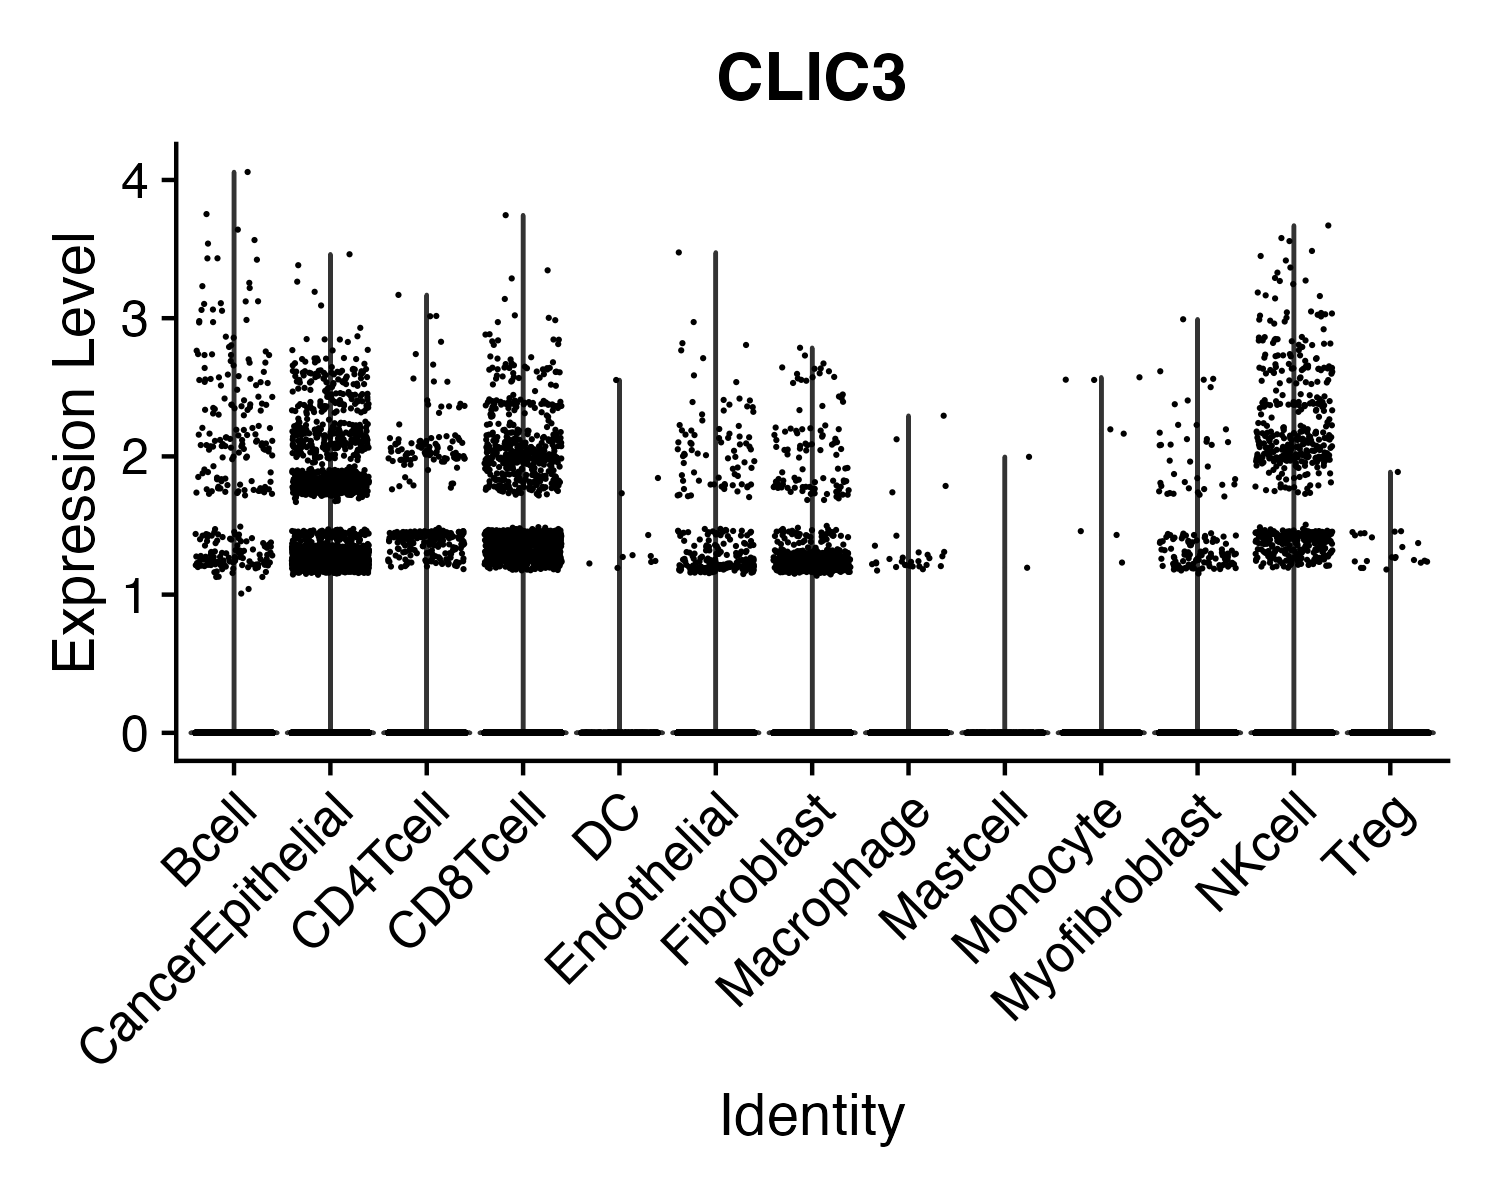 CLIC3
Expression Level
4
3
2
1
0
Bcell
CancerEpithelial
CD4Tcell
CD8Tcell
DC
Endothelial
Fibroblast
Macrophage
Mastcell
Monocyte
Myofibroblast
NKcell
Treg
Identity